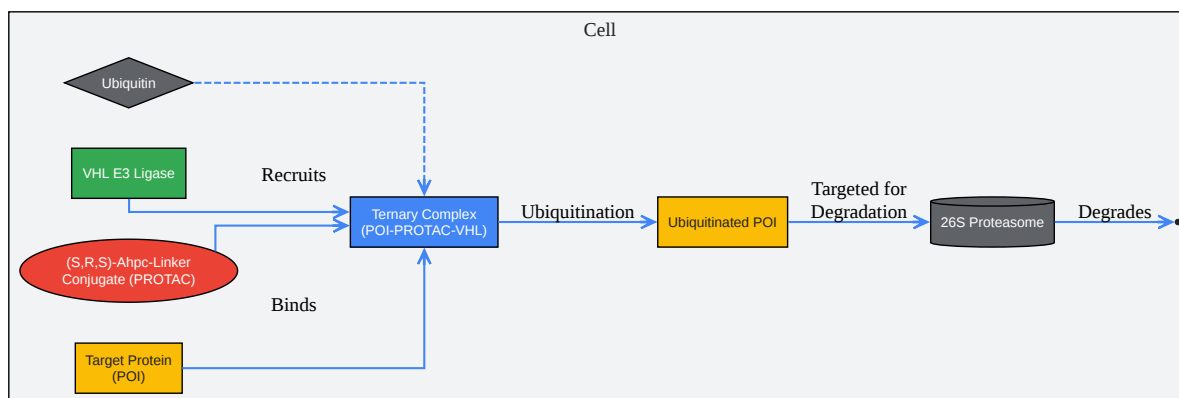 Cell
Ubiquitin
VHL E3 Ligase
Recruits
(S,R,S)-Ahpc-Linker
Conjugate (PROTAC)
Binds
Target Protein
(POI)
Ternary Complex
(POI-PROTAC-VHL)
Ubiquitination
Ubiquitinated POI
Targeted for
Degradation
26S Proteasome
Degrades